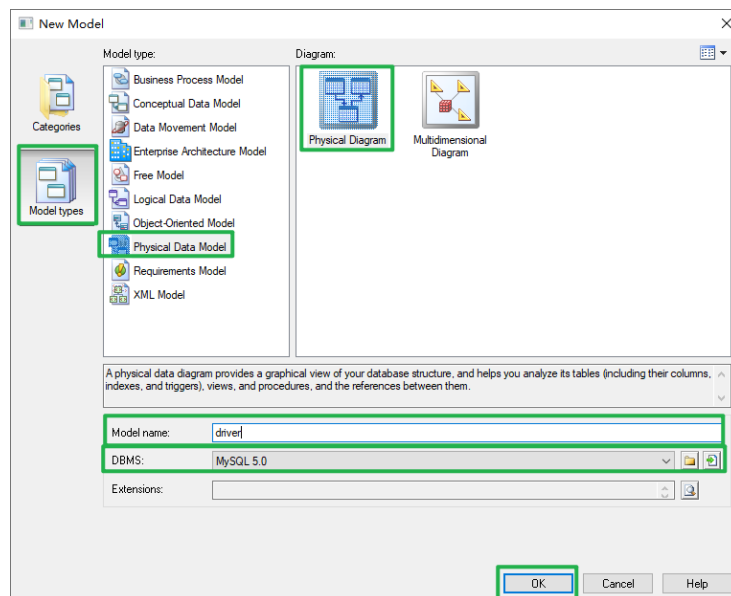 New Model
Model type:
Diagram:
Categories
Model types
Business Process Model
Conceptual Data Model
Data Movement Model
Enterprise Architecture Model
Free Model
Logical Data Model
Object-Oriented Model
Physical Data Model
Requirements Model
XML Model
Physical Diagram
Multidimensional
Diagram
A physical data diagram provides a graphical view of your database structure, and helps you analyze its tables (including their columns,
indexes, and triggers), views, and procedures, and the references between them.
Model name:
driver
DBMS:
MySQL 5.0
Extensions:
OK
Cancel
Help